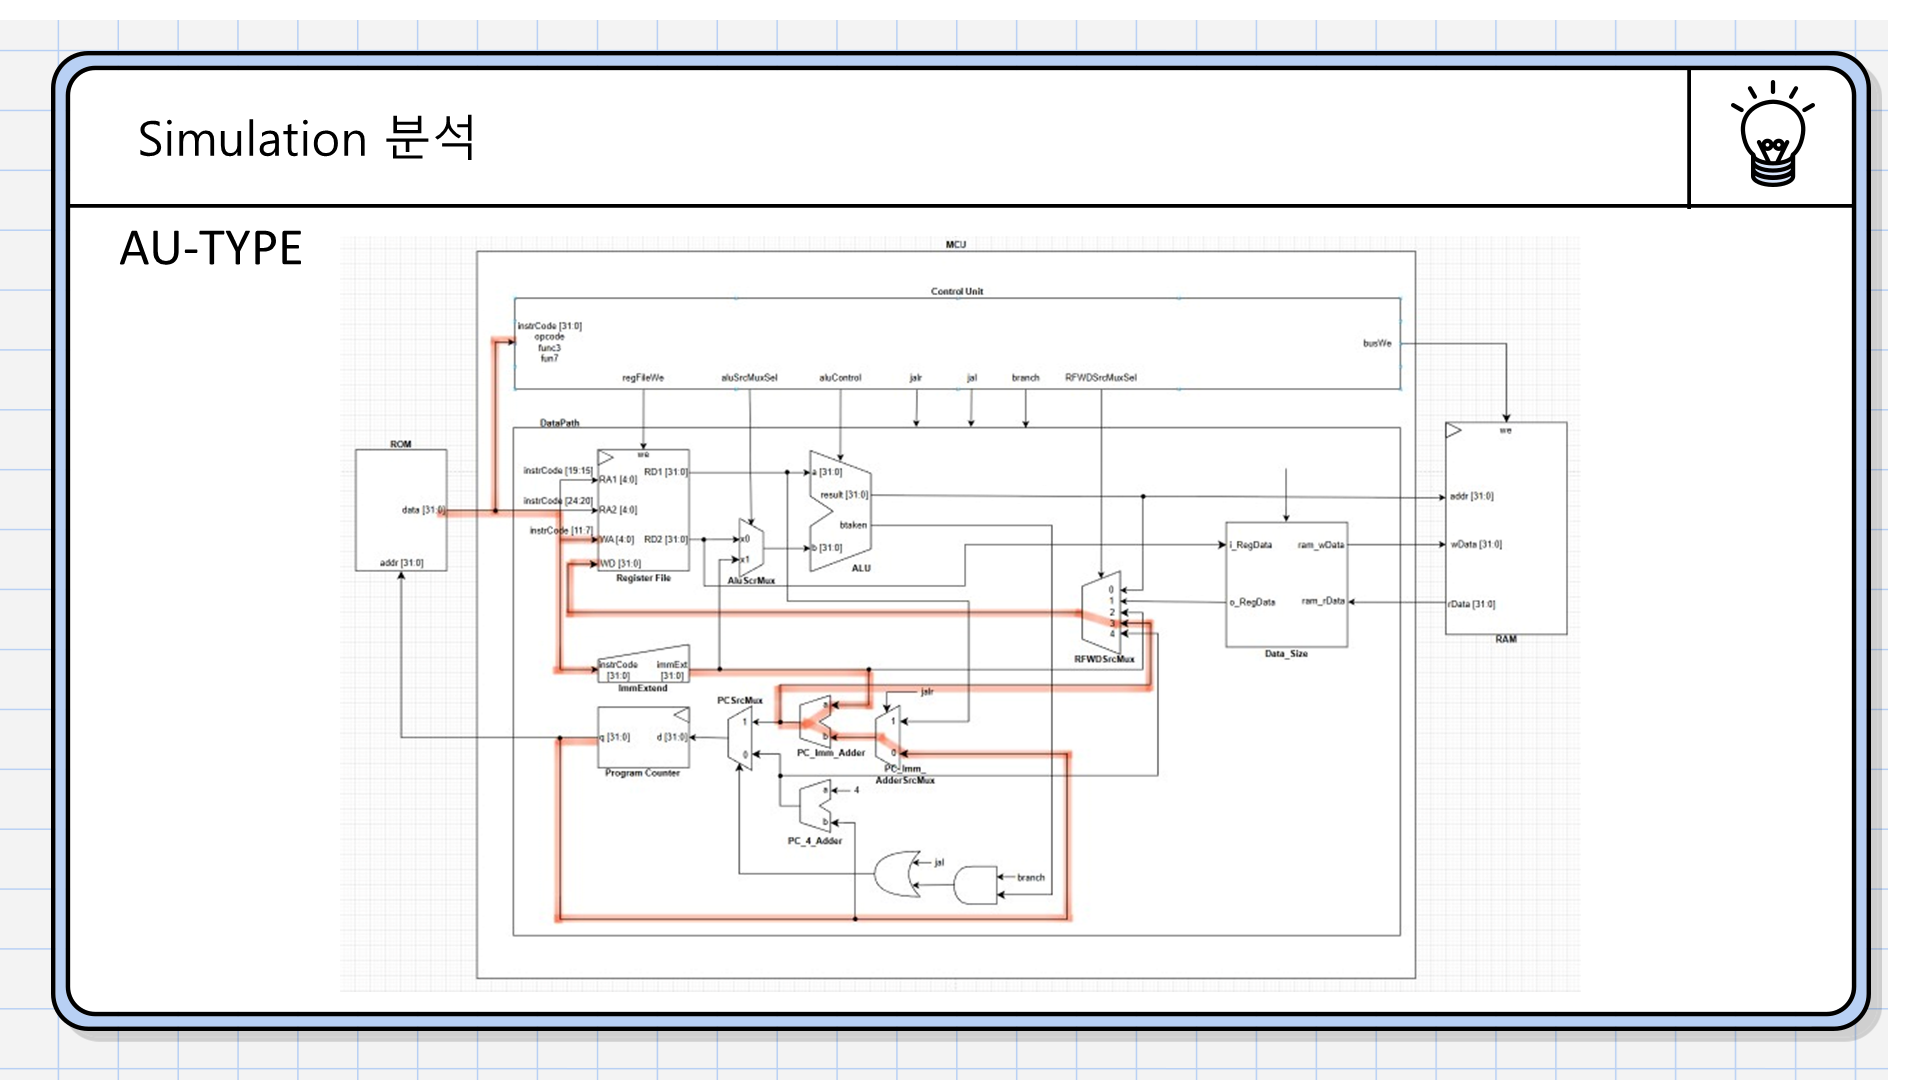 Simulation 분석
AU-TYPE
MCU
Control Unit
instrCode [31:0]
opcode
func3
fun7
busWe
regFileWe
aluSrcMuxSel
aluControl
jalr
jal
branch
RFWDSrcMuxSel
DataPath
ROM
data [31:0]
addr [31:0]
instrCode [19:15]
instrCode [24:20]
instrCode [11:7]
we
RA1 [4:0]
RA2 [4:0]
WA [4:0]
WD [31:0]
RD1 [31:0]
RD2 [31:0]
Register File
x0
x1
AluScrMux
a [31:0]
result [31:0]
btaken
b [31:0]
ALU
0
1
2
3
4
RFWDSrcMux
i_RegData
ram_wData
o_RegData
ram_rData
Data_Size
we
addr [31:0]
wData [31:0]
rData [31:0]
RAM
instrCode
[31:0]
immExt
[31:0]
ImmExtend
PCSrcMux
1
0
q [31:0]
d [31:0]
Program Counter
a
b
PC_Imm_Adder
jalr
1
0
PC_Imm_
AdderSrcMux
a
4
b
PC_4_Adder
jal
branch